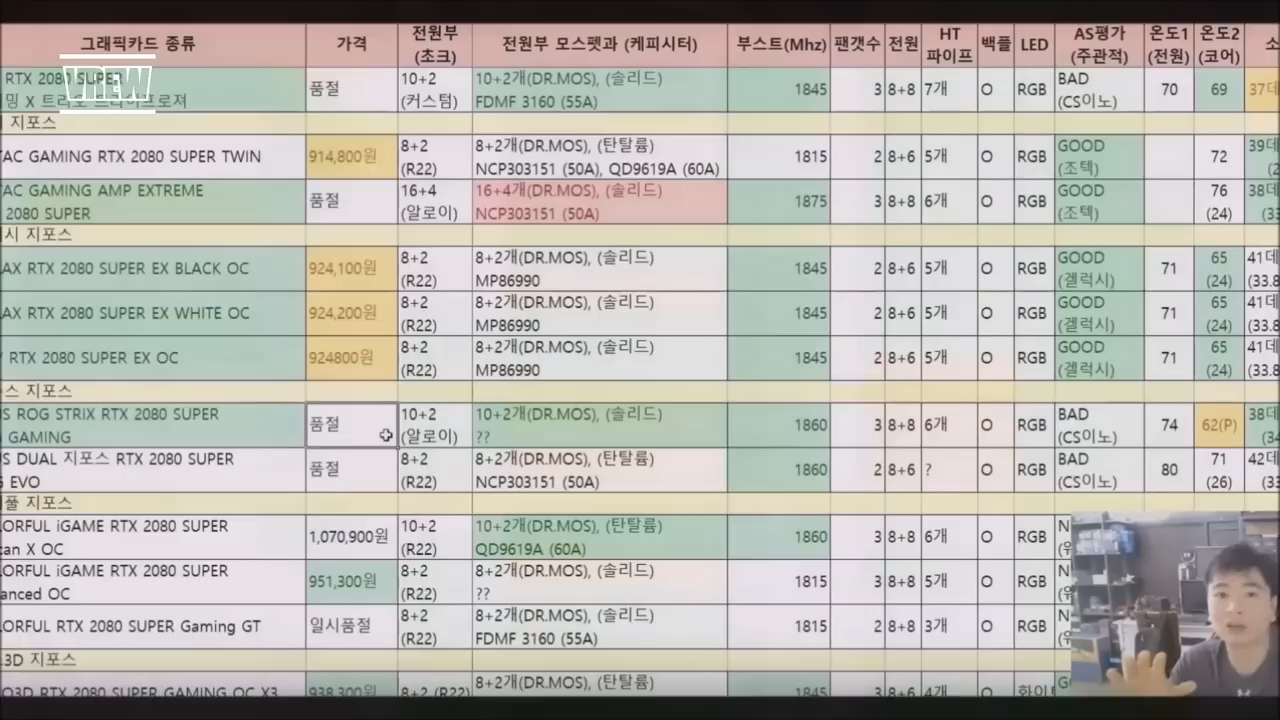 그래픽카드 종류 가격 전원부 (초크) 전원부 모스펫과 (케피시터) 부스트(Mhz) 팬갯수 전원 HT 파이프 백플 LED AS평가 (주관적) 온도1 (전원) 온도2 (코어) 소
VREW
RTX 2080 SUPER 품절 10+2 10+2개(DR.MOS), (솔리드) 1845 3 8+8 7개 O RGB BAD 70 69 37데
밍 X 트리오 트라이프로져 (커스텀) FDMF 3160 (55A) (CS이노)
지포스
TAC GAMING RTX 2080 SUPER TWIN 914,800원 8+2 8+2개(DR.MOS), (탄탈륨) 1815 2 8+6 5개 O RGB GOOD 72 39데
(R22) NCP303151 (50A), QD9619A (60A) (조텍) (2
TAC GAMING AMP EXTREME 품절 16+4 16+4개(DR.MOS), (솔리드) 1875 3 8+8 6개 O RGB GOOD 76 38데
2080 SUPER (알로이) NCP303151 (50A) (조텍) (24) (33
시 지포스
AX RTX 2080 SUPER EX BLACK OC 924,100원 8+2 8+2개(DR.MOS), (솔리드) 1845 2 8+6 5개 O RGB GOOD 71 65 41데
(R22) MP86990 (겔럭시) (24) (33.8
AX RTX 2080 SUPER EX WHITE OC 924,200원 8+2 8+2개(DR.MOS), (솔리드) 1845 2 8+6 5개 O RGB GOOD 71 65 41데
(R22) MP86990 (겔럭시) (24) (33.8
RTX 2080 SUPER EX OC 924800원 8+2 8+2개(DR.MOS), (솔리드) 1845 2 8+6 5개 O RGB GOOD 71 65 41데
(R22) MP86990 (겔럭시) (24) (33.8
스 지포스
S ROG STRIX RTX 2080 SUPER 품절 10+2 10+2개(DR.MOS), (솔리드) 1860 3 8+8 6개 O RGB BAD 74 62(P) 38데
GAMING (알로이) ?? (CS이노) (34
US DUAL 지포스 RTX 2080 SUPER 품절 8+2 8+2개(DR.MOS), (탄탈륨) 1860 2 8+6 ? O RGB BAD 80 71 42데
EVO (R22) NCP303151 (50A) (CS이노) (26) (33
풀 지포스
LORFUL iGAME RTX 2080 SUPER 1,070,900원 10+2 10+2개(DR.MOS), (탄탈륨) 1860 3 8+8 6개 O RGB N
can X OC (R22) QD9619A (60A)
LORFUL iGAME RTX 2080 SUPER 951,300원 8+2 8+2개(DR.MOS), (솔리드) 1815 3 8+8 5개 O RGB N
anced OC (R22) ??
LORFUL RTX 2080 SUPER Gaming GT 일시품절 8+2 8+2개(DR.MOS), (솔리드) 1815 2 8+8 3개 O RGB N
(R22) FDMF 3160 (55A)
.3D 지포스
O3D RTX 2080 SUPER GAMING OC X3 938,300원 8+2 (R22) 8+2개(DR.MOS), (탄탈륨) 1845 3 8+6 4개 O 화이트